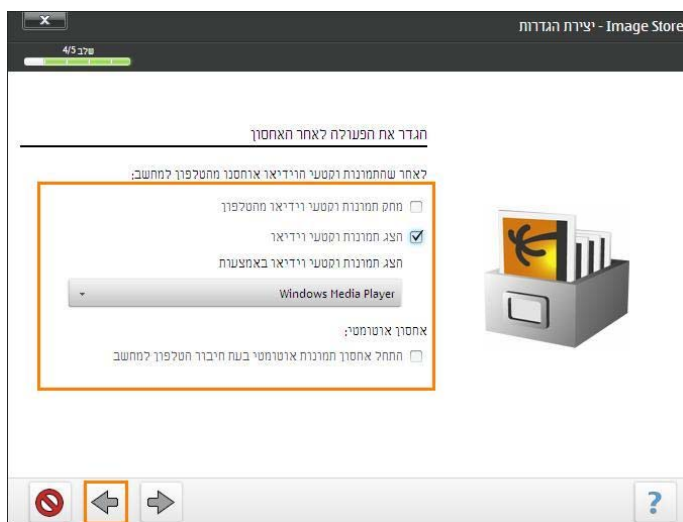 Image Store - יצירת הגדרות
שלב 4/5
הגדר את הפעולה לאחר האחסון
לאחר שהתמונות וקטעי הוידיאו אוחסנו מהטלפון למחשב:
מחק תמונות וקטעי וידיאו מהטלפון
הצג תמונות וקטעי וידיאו
הצג תמונות וקטעי וידיאו באמצעות
Windows Media Player
אחסון אוטומטי:
התחל אחסון תמונות אוטומטי בעת חיבור הטלפון למחשב
?